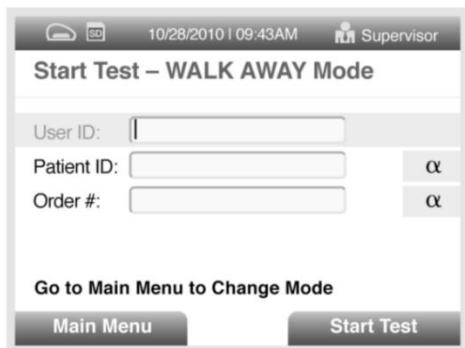 SD 10/28/2010 | 09:43AM Supervisor
Start Test – WALK AWAY Mode
User ID:
Patient ID: α
Order #: α
Go to Main Menu to Change Mode
Main Menu Start Test